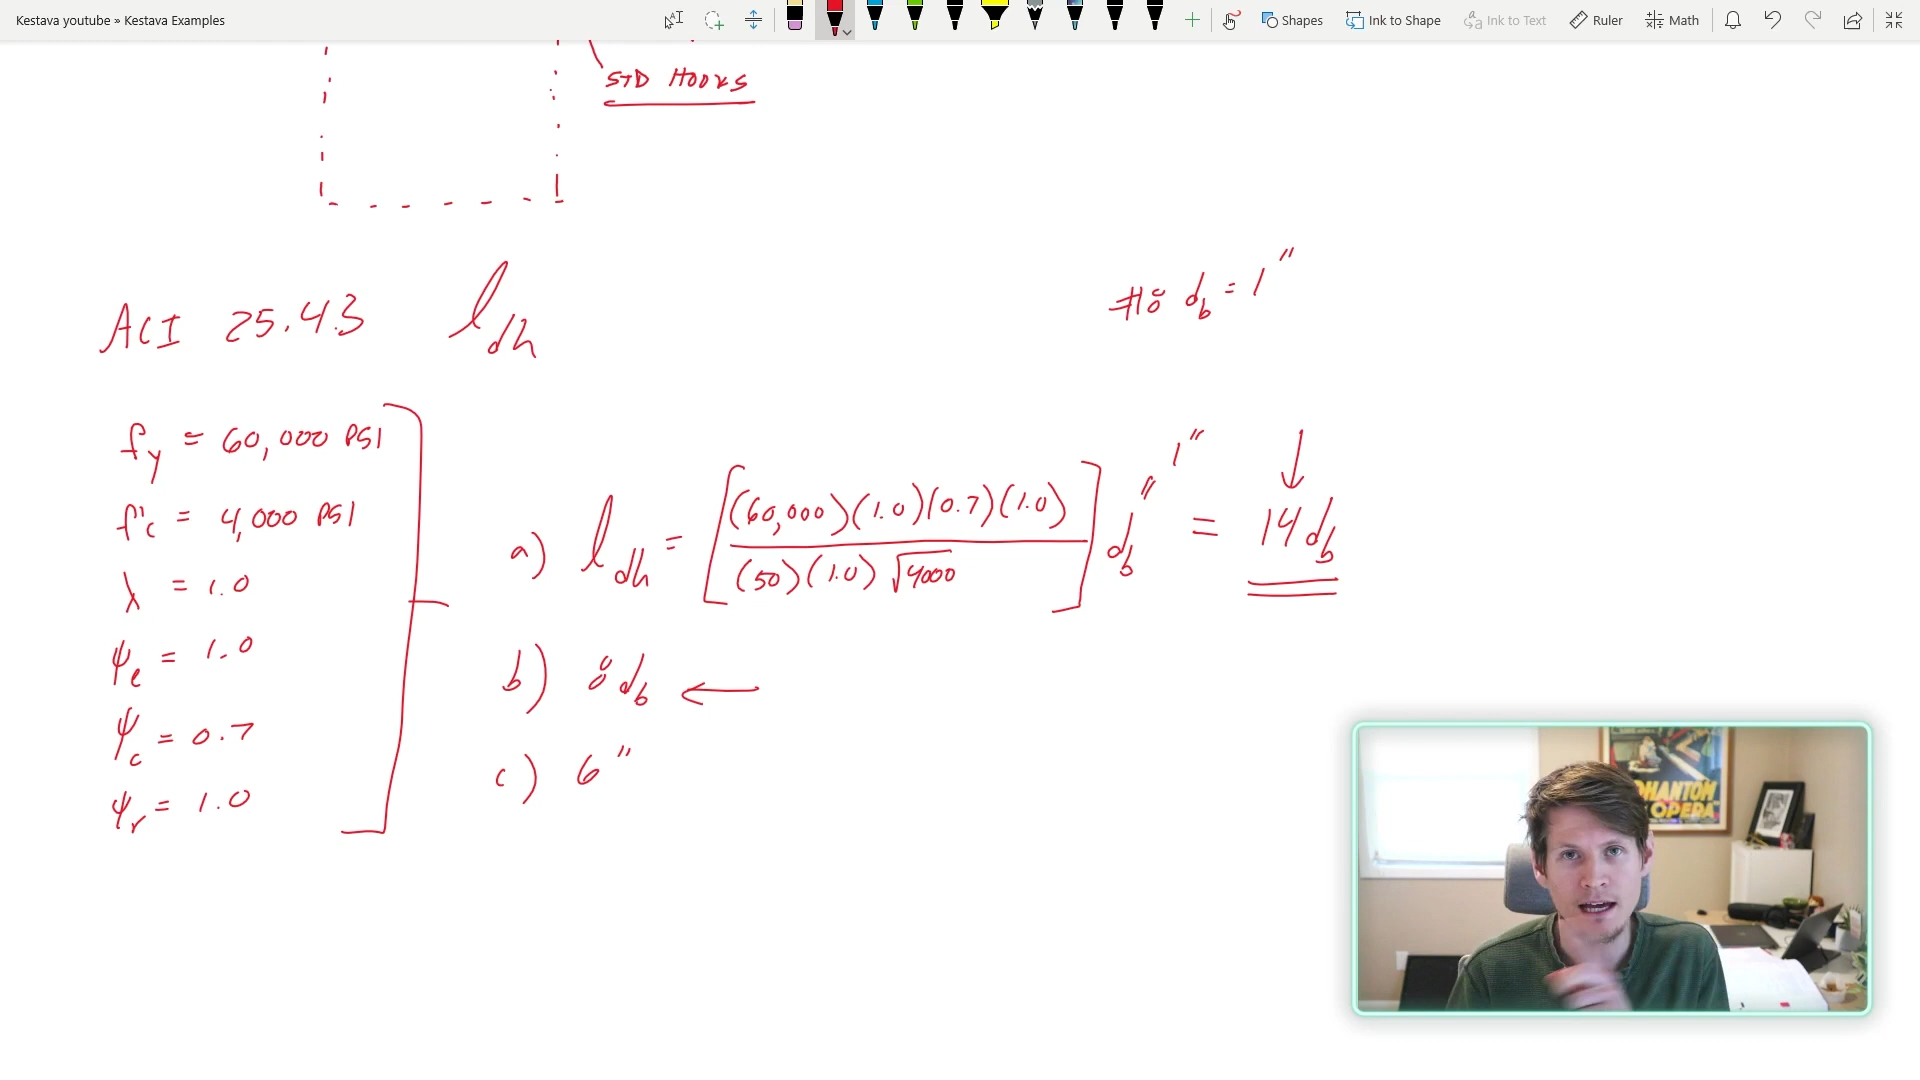 Kestava youtube » Kestava Examples
Shapes
Ink to Shape
Ink to Text
Ruler
Math
STD HOOKS
#8 db = 1"
ACI 25.4.3 ldh
fy = 60,000 PSI
f'c = 4,000 PSI
λ = 1.0
ψe = 1.0
ψc = 0.7
ψr = 1.0
a) ldh = [(60,000)(1.0)(0.7)(1.0) / (50)(1.0)√4000] db" 1" = 14db
b) 8db ←
c) 6"
PHANTOM
OPERA